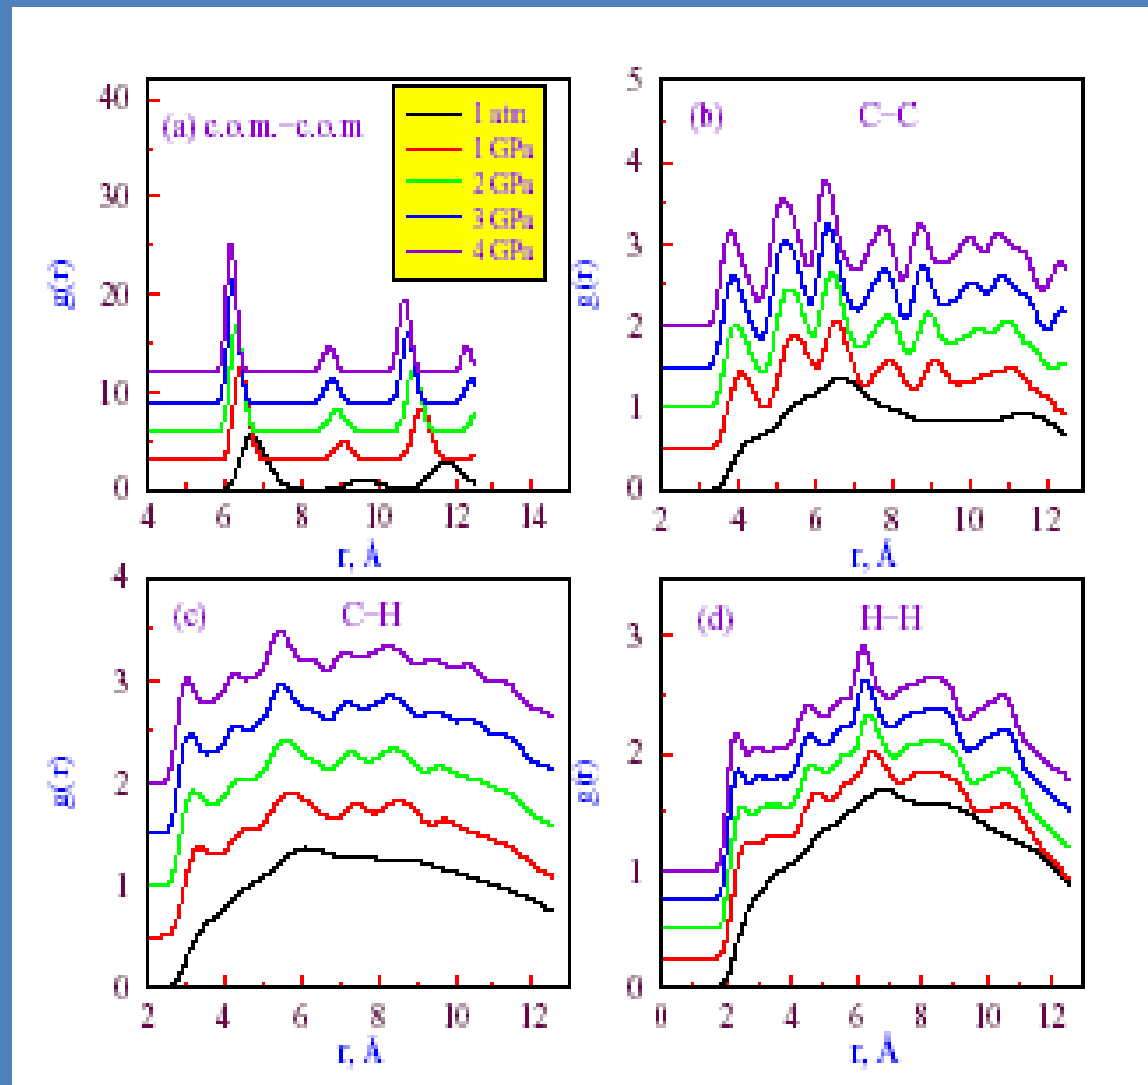 (a) c.o.m.-c.o.m
1 atm
1 GPa
2 GPa
3 GPa
4 GPa
40
30
20
10
0
g(r)
4 6 8 10 12 14
r, Å
(b) C-C
5
4
3
2
1
0
g(r)
2 4 6 8 10 12
r, Å
(c) C-H
4
3
2
1
0
g(r)
2 4 6 8 10 12
r, Å
(d) H-H
3
2
1
0
g(r)
0 2 4 6 8 10 12
r, Å